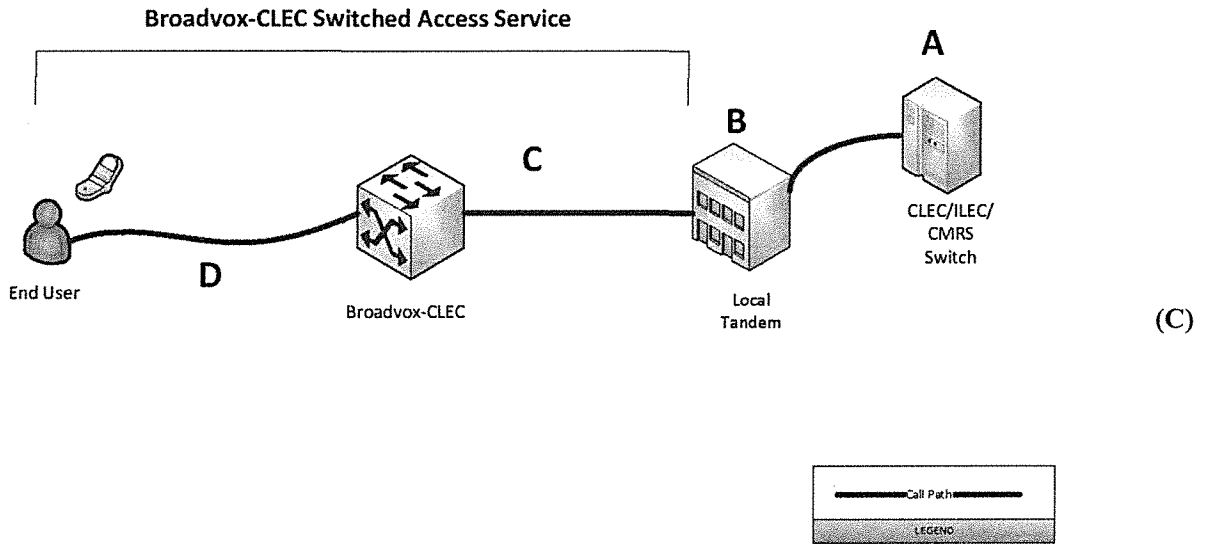 Broadvox-CLEC Switched Access Service
A
B
C
D
CLEC/ILEC/
CMRS
Switch
End User
Broadvox-CLEC
Local
Tandem
(C)
Call Path
LEGEND